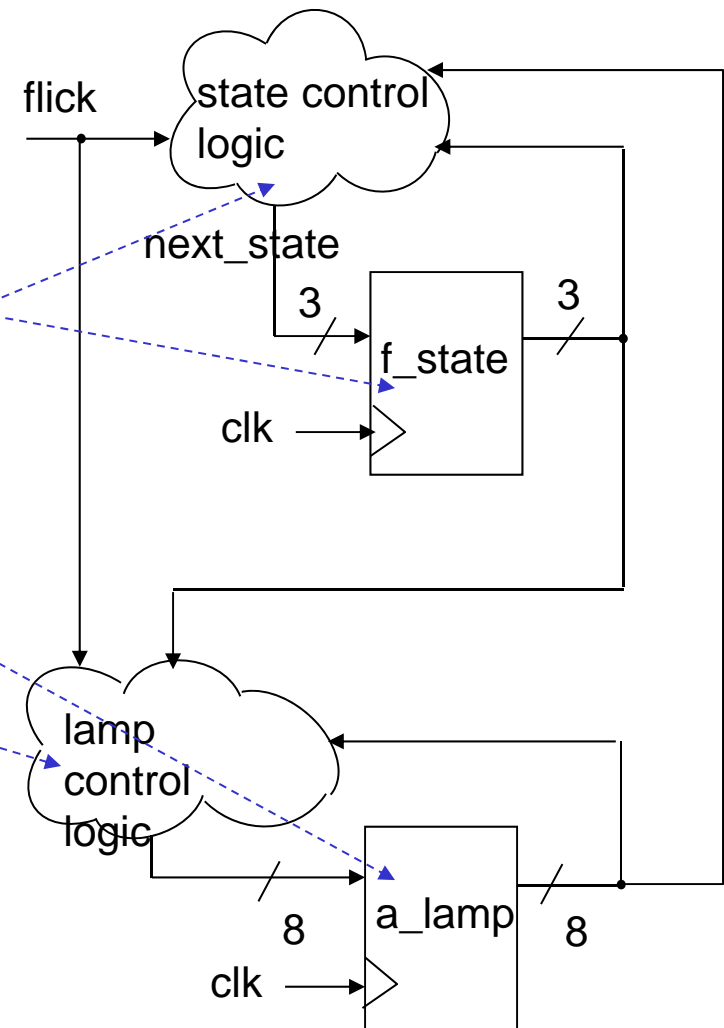 flick
state control
logic
next_state
3
3
f_state
clk
lamp
control
logic
a_lamp
8
8
clk